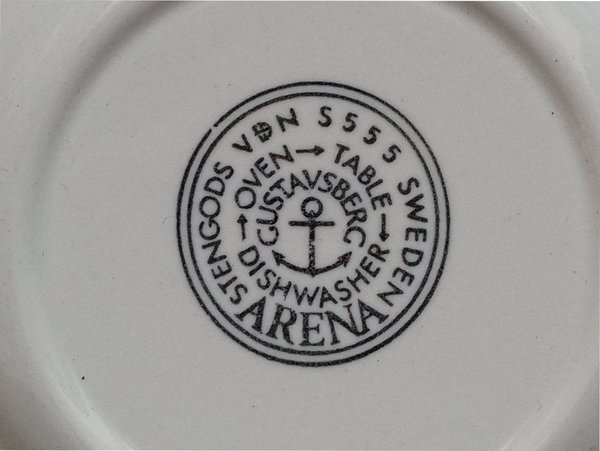 STENGODS VDN S555 SWEDEN
→ OVEN → TABLE →
DISHWASHER
GUSTAVSBERG
ARENA